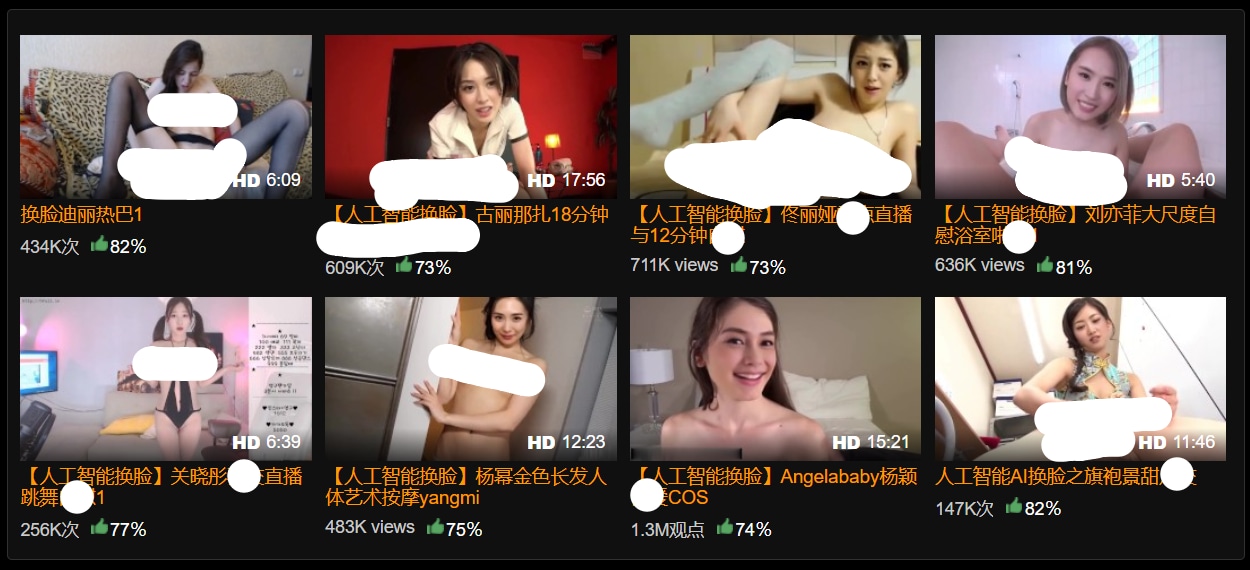 HD 6:09
HD 17:56
HD 5:40
换脸迪丽热巴1
【人工智能换脸】古丽那扎18分钟
【人工智能换脸】佟丽娅 直播
与12分钟
【人工智能换脸】刘亦菲大尺度自
慰浴室 1
434K次 82%
609K次 73%
711K views 73%
636K views 81%
HD 6:39
HD 12:23
HD 15:21
HD 11:46
【人工智能换脸】关晓彤 直播
跳舞 1
【人工智能换脸】杨幂金色长发人
体艺术按摩yangmi
【人工智能换脸】Angelababy杨颖
COS
人工智能AI换脸之旗袍景甜
256K次 77%
483K views 75%
1.3M观点 74%
147K次 82%